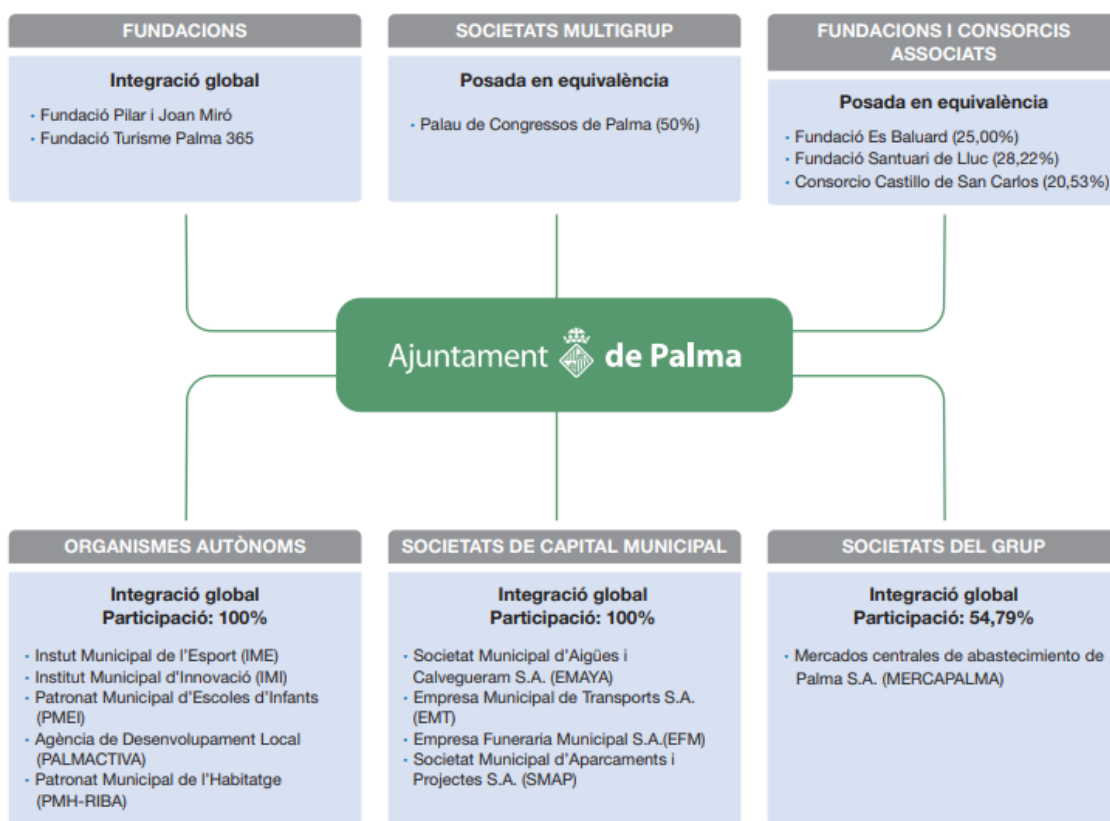 FUNDACIONS
Integració global
· Fundació Pilar i Joan Miró
· Fundació Turisme Palma 365
SOCIETATS MULTIGRUP
Posada en equivalència
· Palau de Congressos de Palma (50%)
FUNDACIONS I CONSORCIS
ASSOCIATS
Posada en equivalència
· Fundació Es Baluard (25,00%)
· Fundació Santuari de Lluc (28,22%)
· Consorcio Castillo de San Carlos (20,53%)
Ajuntament de Palma
ORGANISMES AUTÒNOMS
Integració global
Participació: 100%
· Instut Municipal de l'Esport (IME)
· Institut Municipal d'Innovació (IMI)
· Patronat Municipal d'Escoles d'Infants
(PMEI)
· Agència de Desenvolupament Local
(PALMACTIVA)
· Patronat Municipal de l'Habitatge
(PMH-RIBA)
SOCIETATS DE CAPITAL MUNICIPAL
Integració global
Participació: 100%
· Societat Municipal d'Aigües i
Calvegueram S.A. (EMAYA)
· Empresa Municipal de Transports S.A.
(EMT)
· Empresa Funeraria Municipal S.A.(EFM)
· Societat Municipal d'Aparcaments i
Projectes S.A. (SMAP)
SOCIETATS DEL GRUP
Integració global
Participació: 54,79%
· Mercados centrales de abastecimiento de
Palma S.A. (MERCAPALMA)